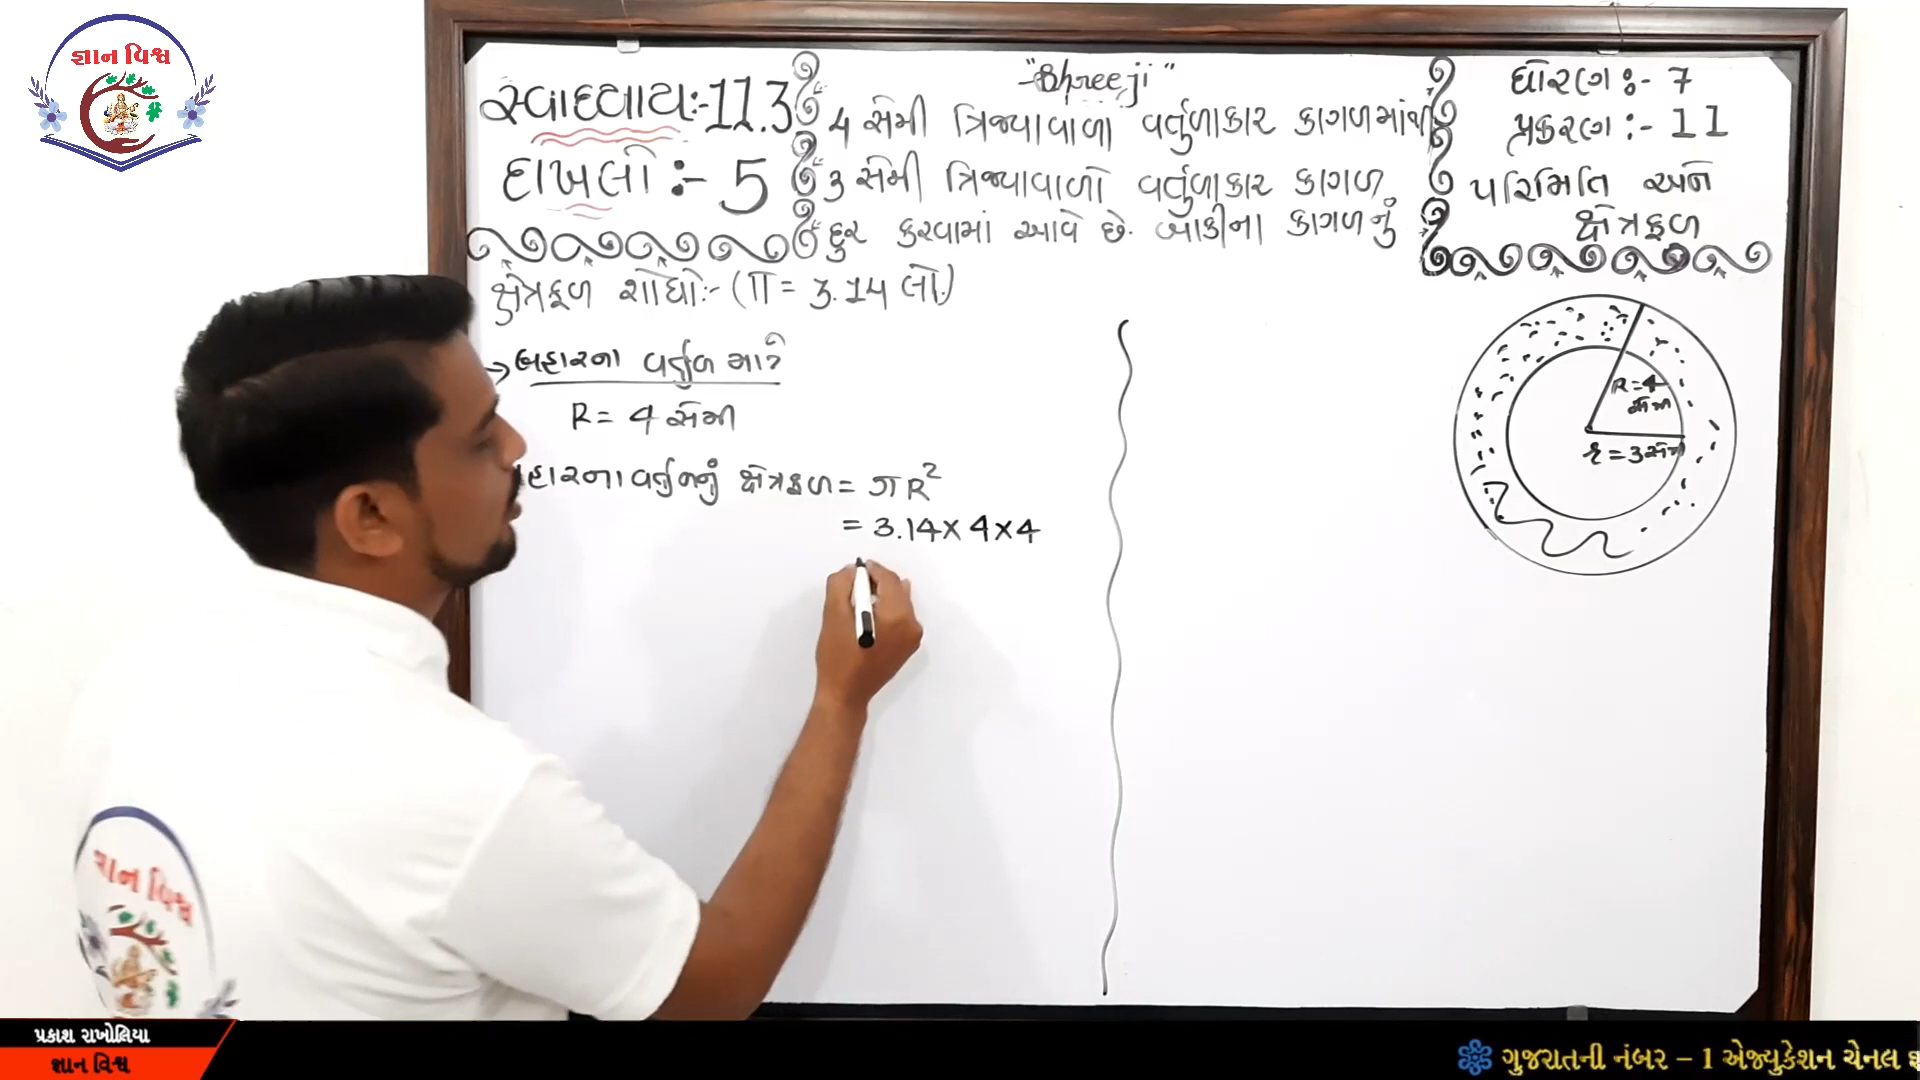 જ્ઞાન વિશ્વ
"Shreeji"
સ્વાધ્યાય:-11.3
દાખલો:- 5
4 સેમી ત્રિજ્યાવાળા વર્તુળાકાર કાગળમાંથી
3 સેમી ત્રિજ્યાવાળો વર્તુળાકાર કાગળ
દુર કરવામાં આવે છે. બાકીના કાગળનું
ક્ષેત્રફળ શોધો:- (π = 3.14 લો.)
ધોરણ:- 7
પ્રકરણ:- 11
પરિમિતિ અને
ક્ષેત્રફળ
→ બહારના વર્તુળ માટે
R = 4 સેમી
હારના વર્તુળનું ક્ષેત્રફળ = πR²
= 3.14 × 4 × 4
R = 4
સેમી
r = 3 સેમી
જ્ઞાન વિશ્વ
પ્રકાશ રાખોલિયા
જ્ઞાન વિશ્વ
ગુજરાતની નંબર – 1 એજ્યુકેશન ચેનલ